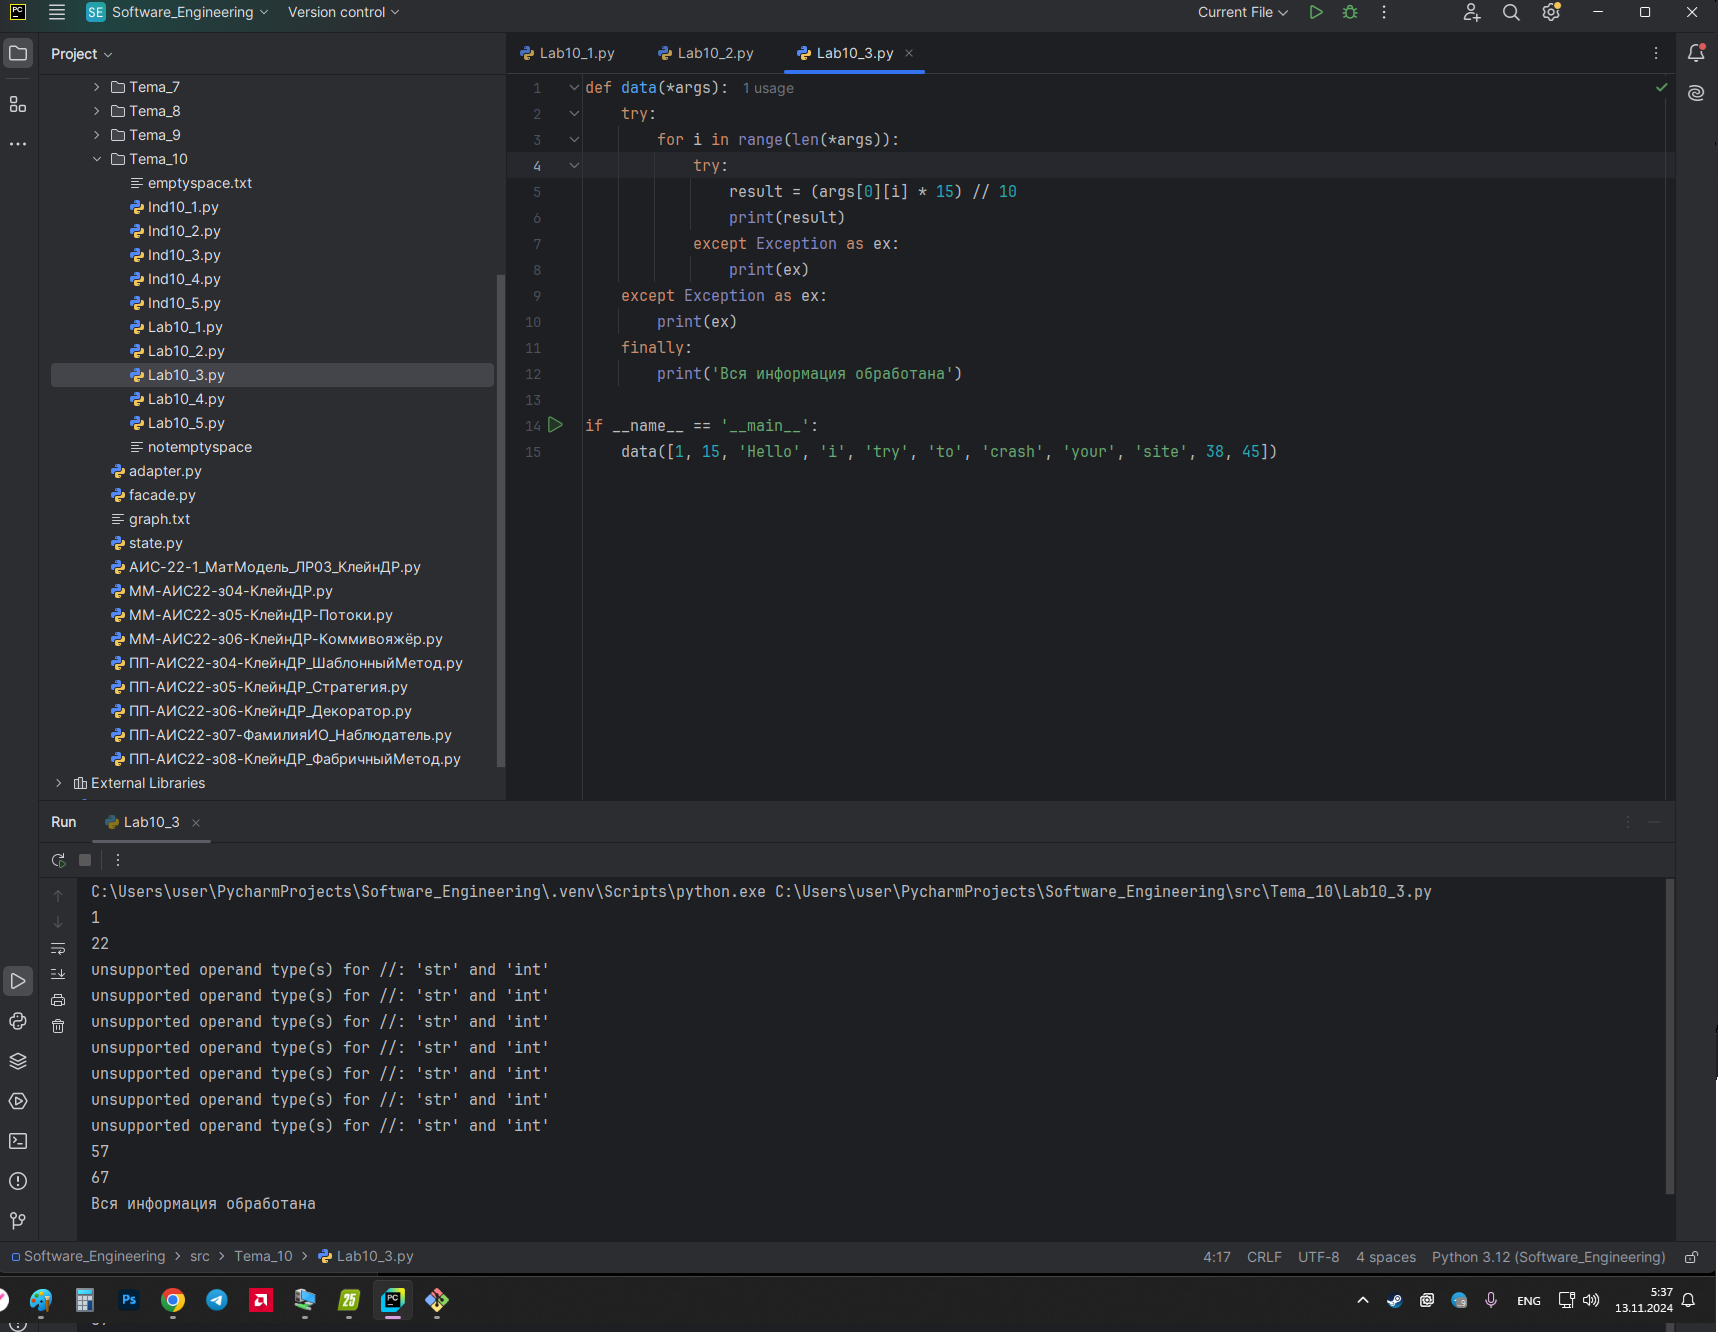 PC
SE Software_Engineering
Version control
Current File
Project
Lab10_1.py
Lab10_2.py
Lab10_3.py
Tema_7
Tema_8
Tema_9
Tema_10
emptyspace.txt
Ind10_1.py
Ind10_2.py
Ind10_3.py
Ind10_4.py
Ind10_5.py
Lab10_1.py
Lab10_2.py
Lab10_3.py
Lab10_4.py
Lab10_5.py
notemptyspace
adapter.py
facade.py
graph.txt
state.py
АИС-22-1_МатМодель_ЛР03_КлейнДР.py
ММ-АИС22-з04-КлейнДР.py
ММ-АИС22-з05-КлейнДР-Потоки.py
ММ-АИС22-з06-КлейнДР-Коммивояжёр.py
ПП-АИС22-з04-КлейнДР_ШаблонныйМетод.py
ПП-АИС22-з05-КлейнДР_Стратегия.py
ПП-АИС22-з06-КлейнДР_Декоратор.py
ПП-АИС22-з07-ФамилияИО_Наблюдатель.py
ПП-АИС22-з08-КлейнДР_ФабричныйМетод.py
External Libraries
1 def data(*args): 1 usage
2 try:
3 for i in range(len(*args)):
4 try:
5 result = (args[0][i] * 15) // 10
6 print(result)
7 except Exception as ex:
8 print(ex)
9 except Exception as ex:
10 print(ex)
11 finally:
12 print('Вся информация обработана')
13
14 if __name__ == '__main__':
15 data([1, 15, 'Hello', 'i', 'try', 'to', 'crash', 'your', 'site', 38, 45])
Run
Lab10_3
C:\Users\user\PycharmProjects\Software_Engineering\.venv\Scripts\python.exe C:\Users\user\PycharmProjects\Software_Engineering\src\Tema_10\Lab10_3.py
1
22
unsupported operand type(s) for //: 'str' and 'int'
unsupported operand type(s) for //: 'str' and 'int'
unsupported operand type(s) for //: 'str' and 'int'
unsupported operand type(s) for //: 'str' and 'int'
unsupported operand type(s) for //: 'str' and 'int'
unsupported operand type(s) for //: 'str' and 'int'
unsupported operand type(s) for //: 'str' and 'int'
57
67
Вся информация обработана
Software_Engineering > src > Tema_10 > Lab10_3.py
4:17 CRLF UTF-8 4 spaces Python 3.12 (Software_Engineering)
Ps
25
PC
ENG
5:37
13.11.2024